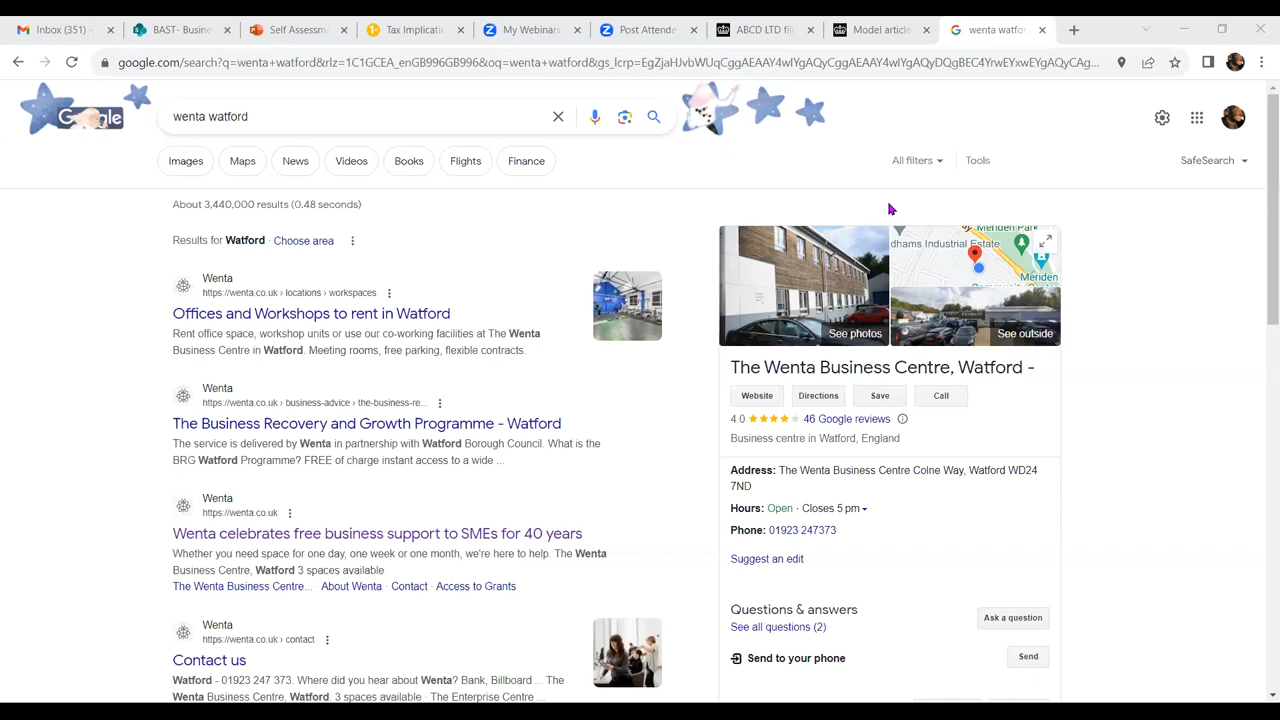 Inbox (351) -
BAST- Busine
Self Assessm
Tax Implicati
My Webinars
Post Attende
ABCD LTD fil
Model article
wenta watfor
google.com/search?q=wenta+watford&rlz=1C1GCEA_enGB996GB996&oq=wenta+watford&gs_lcrp=EgZjaHJvbWUqCggAEAAY4wIYgAQyCggAEAAY4wIYgAQyDQgBEC4YrwEYxwEYgAQyCAg...
Google
wenta watford
Images
Maps
News
Videos
Books
Flights
Finance
All filters
Tools
SafeSearch
About 3,440,000 results (0.48 seconds)
Results for Watford · Choose area
Wenta
https://wenta.co.uk › locations › workspaces
Offices and Workshops to rent in Watford
Rent office space, workshop units or use our co-working facilities at The Wenta
Business Centre in Watford. Meeting rooms, free parking, flexible contracts.
Wenta
https://wenta.co.uk › business-advice › the-business-re...
The Business Recovery and Growth Programme - Watford
The service is delivered by Wenta in partnership with Watford Borough Council. What is the
BRG Watford Programme? FREE of charge instant access to a wide ...
Wenta
https://wenta.co.uk
Wenta celebrates free business support to SMEs for 40 years
Whether you need space for one day, one week or one month, we're here to help. The Wenta
Business Centre, Watford 3 spaces available.
The Wenta Business Centre... · About Wenta · Contact · Access to Grants
Wenta
https://wenta.co.uk › contact
Contact us
Watford - 01923 247 373. Where did you hear about Wenta? Bank, Building ... The
Wenta Business Centre, Watford. 3 spaces available. · The Enterprise Centre ...
dhams Industrial Estate
Meriden Park
Meriden
See photos
See outside
The Wenta Business Centre, Watford -
Website
Directions
Save
Call
4.0
46 Google reviews
Business centre in Watford, England
Address: The Wenta Business Centre Colne Way, Watford WD24
7ND
Hours: Open · Closes 5 pm
Phone: 01923 247373
Suggest an edit
Questions & answers
See all questions (2)
Ask a question
Send to your phone
Send